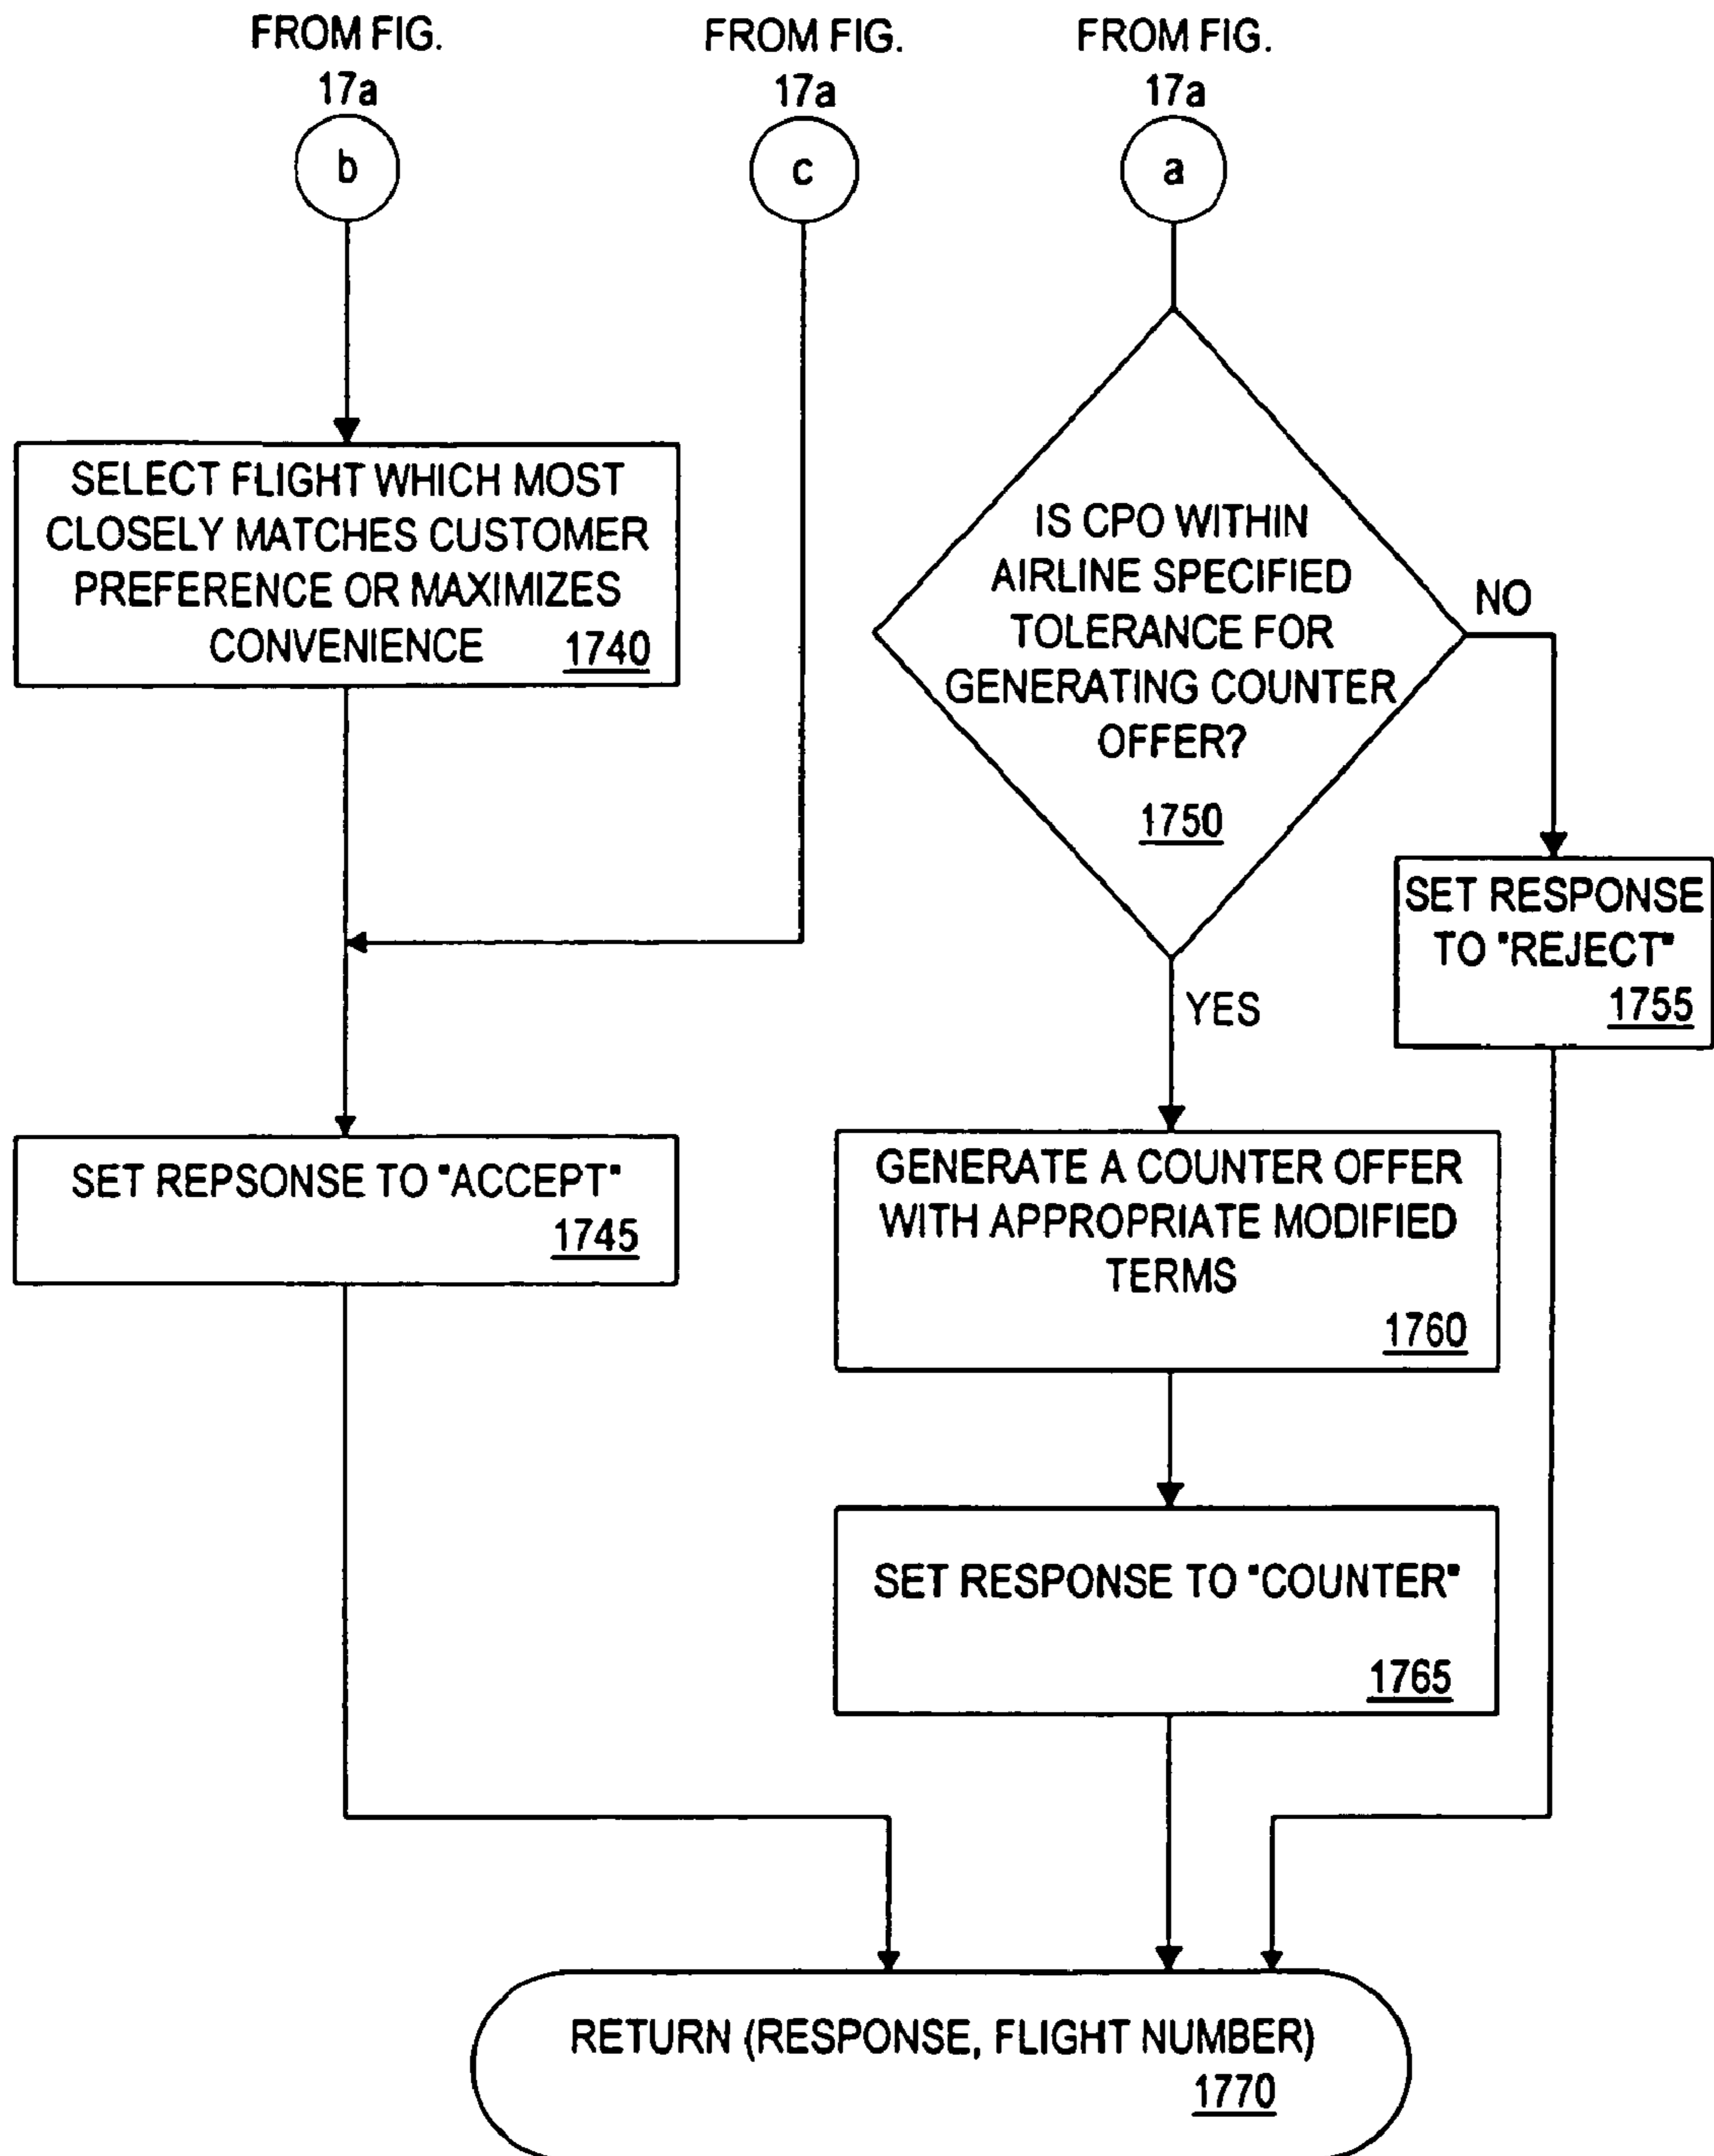 FROM FIG.
17a
b
FROM FIG.
17a
c
FROM FIG.
17a
a
SELECT FLIGHT WHICH MOST
CLOSELY MATCHES CUSTOMER
PREFERENCE OR MAXIMIZES
CONVENIENCE 1740
IS CPO WITHIN
AIRLINE SPECIFIED
TOLERANCE FOR
GENERATING COUNTER
OFFER?
1750
NO
YES
SET RESPONSE
TO "REJECT"
1755
SET REPSONSE TO "ACCEPT"
1745
GENERATE A COUNTER OFFER
WITH APPROPRIATE MODIFIED
TERMS
1760
SET RESPONSE TO "COUNTER"
1765
RETURN (RESPONSE, FLIGHT NUMBER)
1770